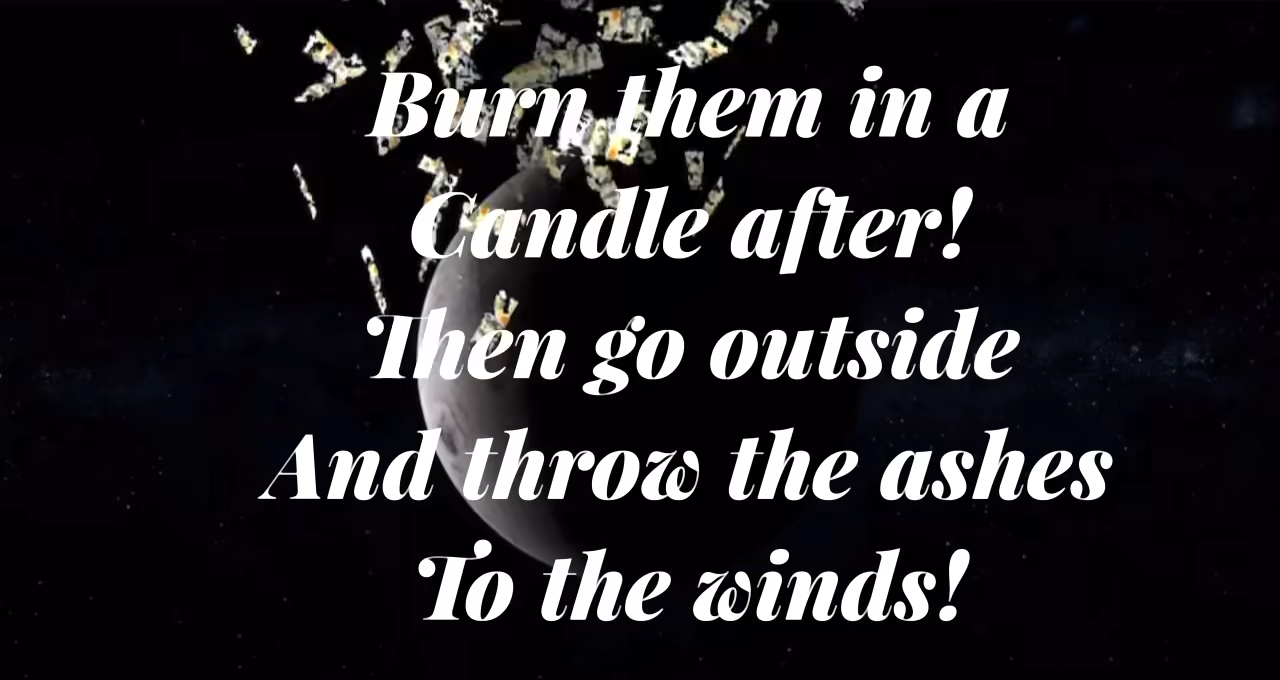 Burn them in a
Candle after!
Then go outside
And throw the ashes
To the winds!